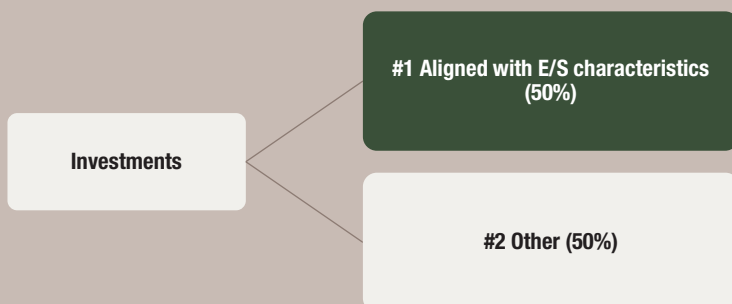 Investments
#1 Aligned with E/S characteristics
(50%)
#2 Other (50%)